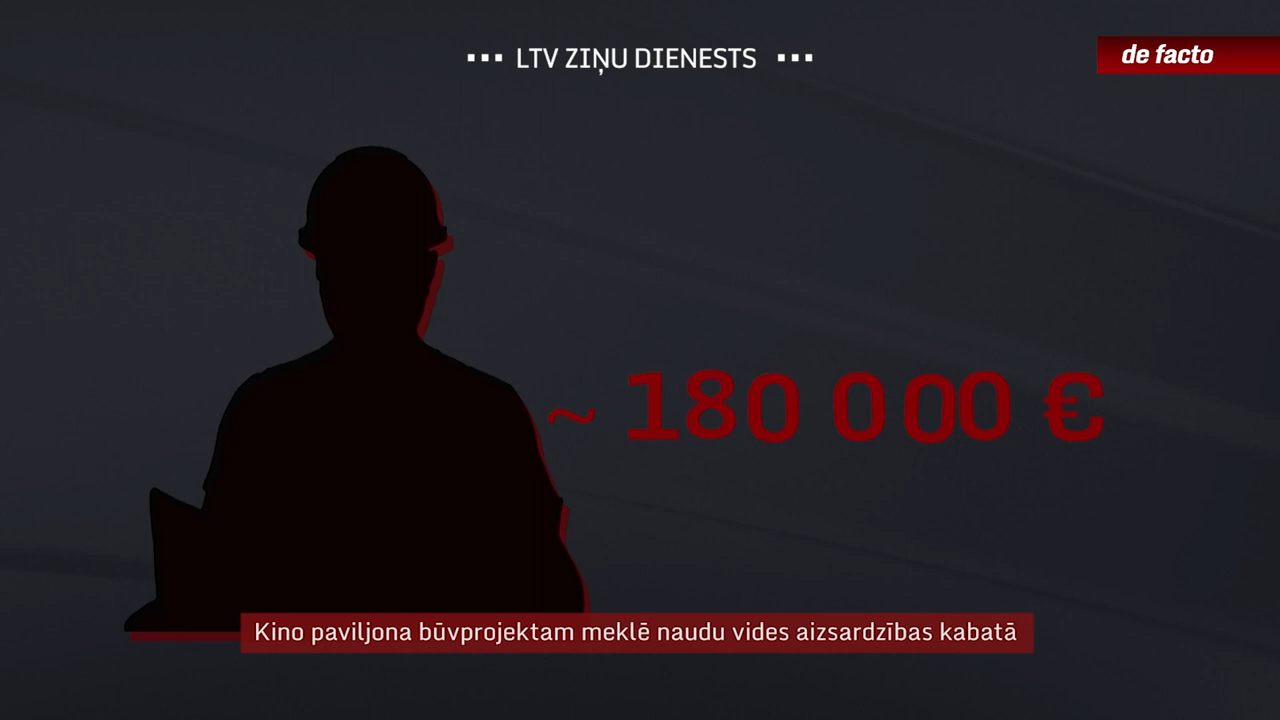 LTV ZIŅU DIENESTS
de facto
~ 180 000 €
Kino paviljona būvprojektam meklē naudu vides aizsardzības kabatā